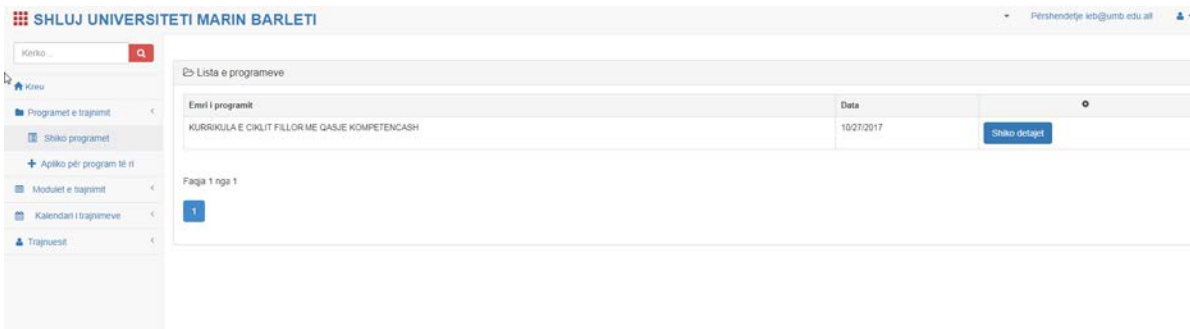 SHLUJ UNIVERSITETI MARIN BARLETI
Përshendetje ieb@umb.edu.al!
Kerko...
Kreu
Programet e trajnimit
Shiko programet
Apliko për program të ri
Modulet e trajnimit
Kalendari i trajnimeve
Trajnuesit
Lista e programeve
Emri i programit Data
KURRIKULA E CIKLIT FILLOR ME QASJE KOMPETENCASH 10/27/2017 Shiko detajet
Faqja 1 nga 1
1